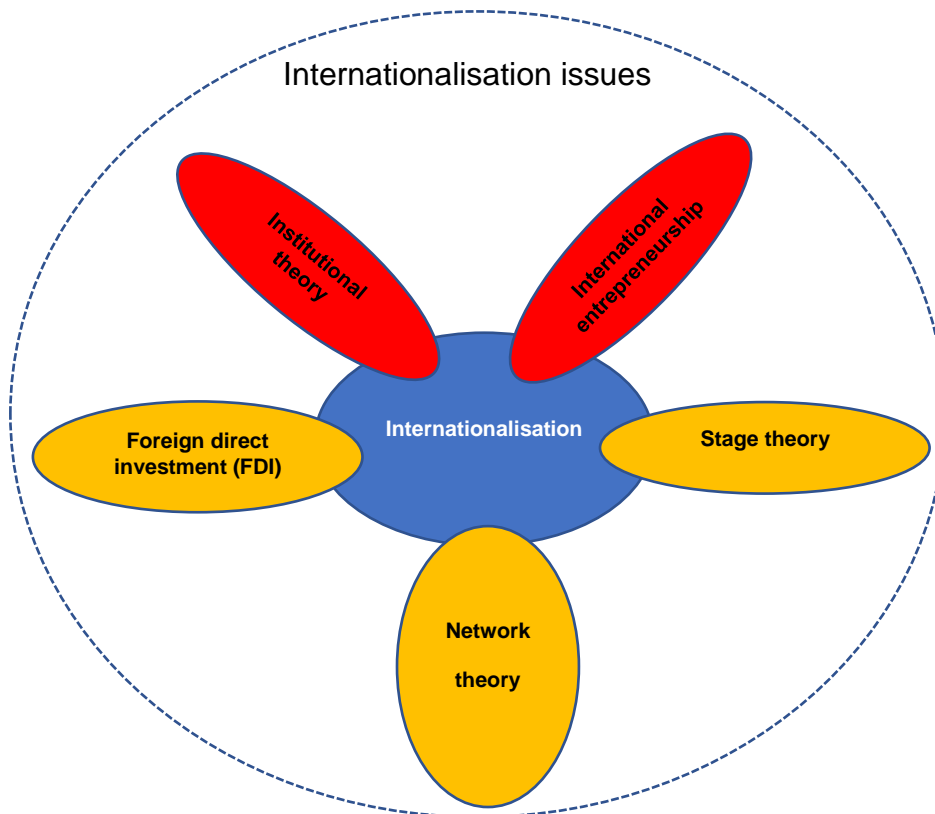 Internationalisation issues
Institutional
theory
International
entrepreneurship
Internationalisation
Foreign direct
investment (FDI)
Stage theory
Network
theory